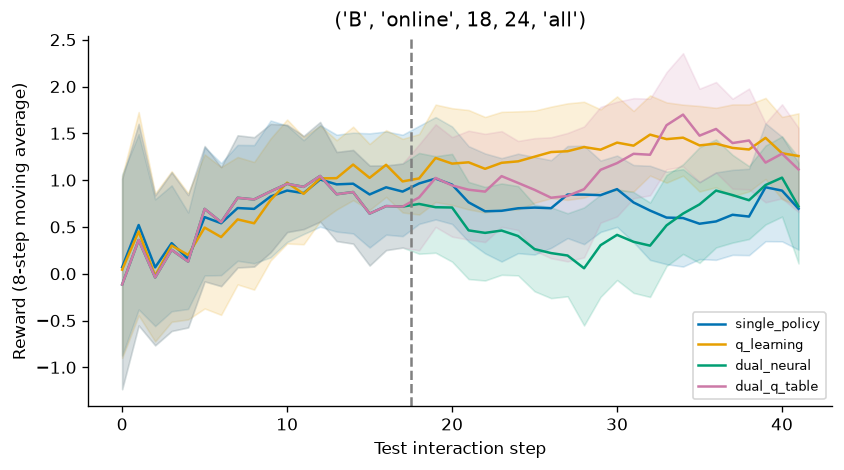 ('B', 'online', 18, 24, 'all')
2.5
2.0
1.5
1.0
0.5
0.0
−0.5
−1.0
Reward (8-step moving average)
0
10
20
30
40
Test interaction step
single_policy
q_learning
dual_neural
dual_q_table